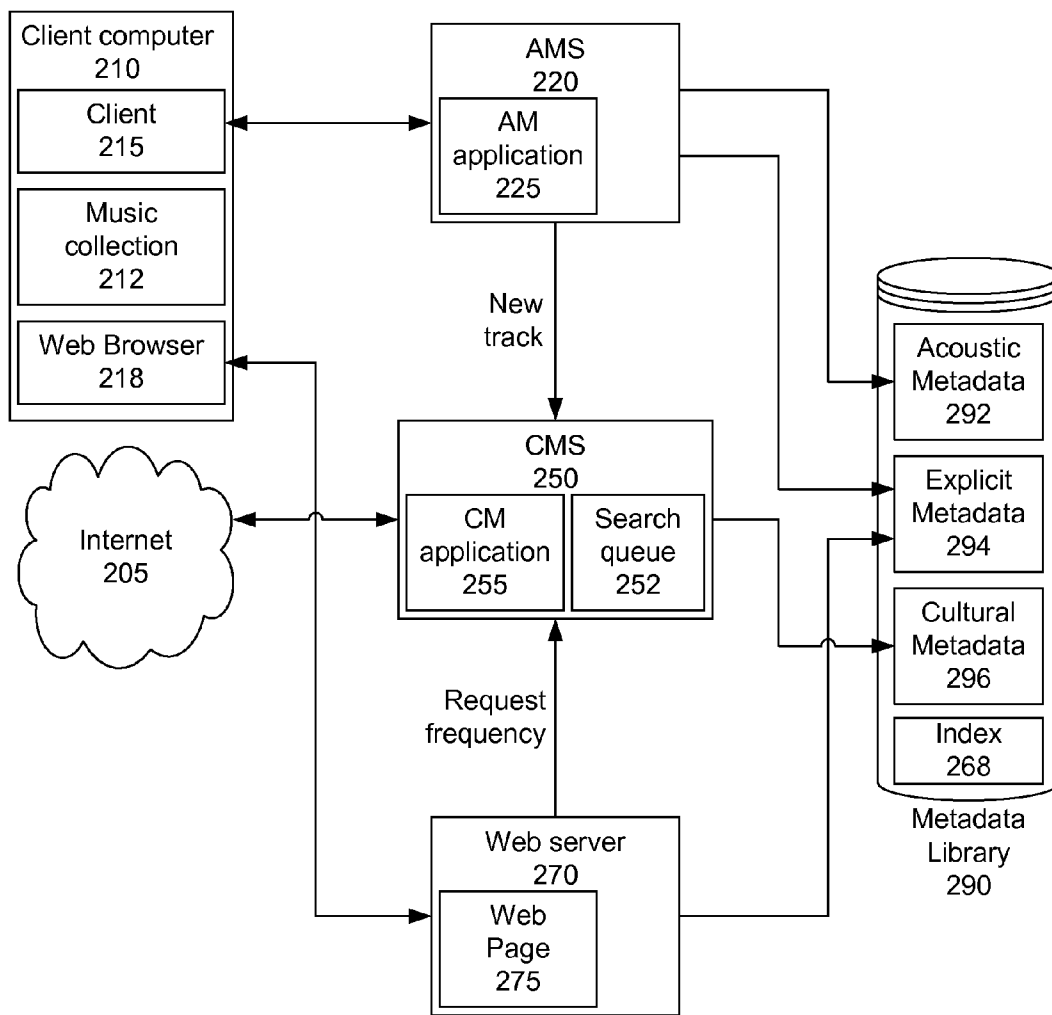 Client computer
210
Client
215
Music
collection
212
Web Browser
218
Internet
205
AMS
220
AM
application
225
New
track
CMS
250
CM
application
255
Search
queue
252
Request
frequency
Web server
270
Web
Page
275
Acoustic
Metadata
292
Explicit
Metadata
294
Cultural
Metadata
296
Index
268
Metadata
Library
290